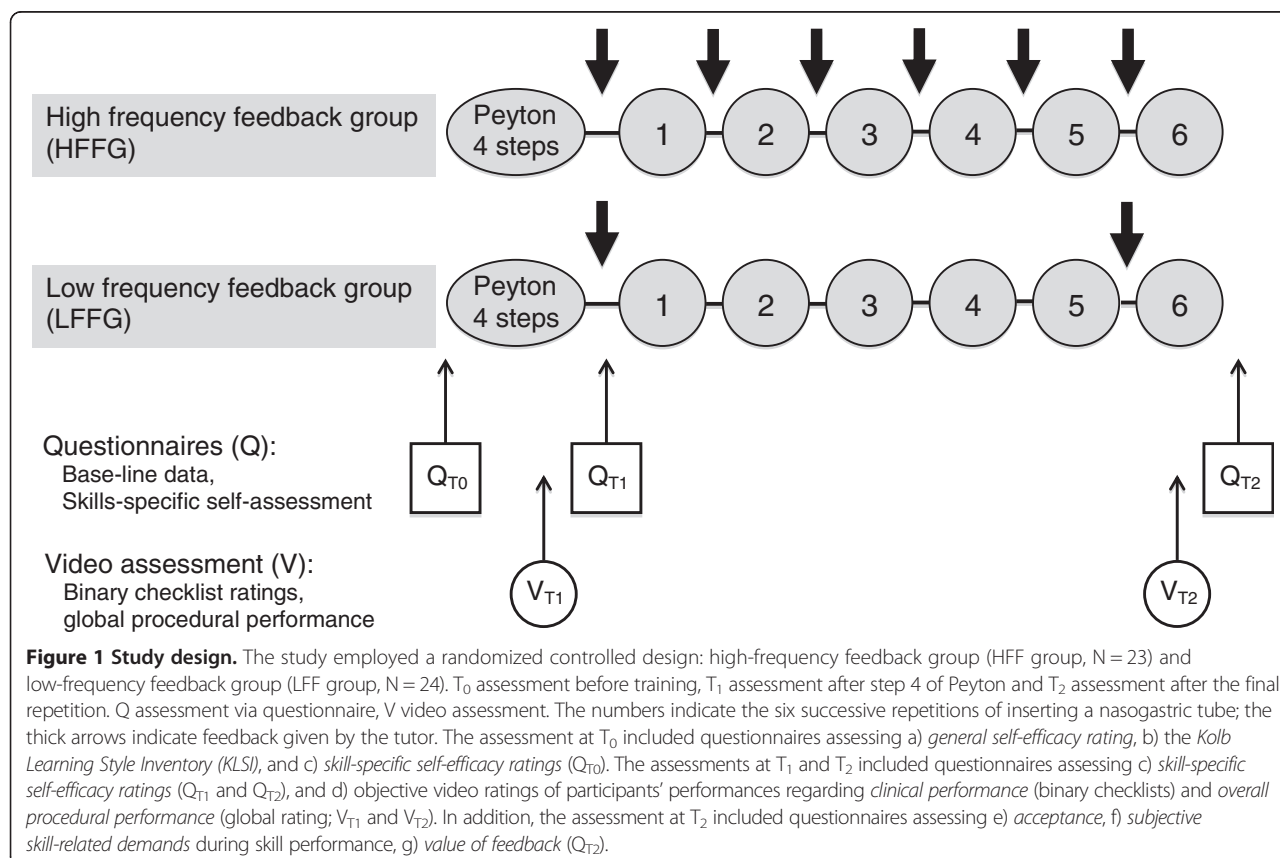 High frequency feedback group
(HFFG)
Peyton
4 steps
1
2
3
4
5
6
Low frequency feedback group
(LFFG)
Peyton
4 steps
1
2
3
4
5
6
Questionnaires (Q):
Base-line data,
Skills-specific self-assessment
QT0
QT1
QT2
Video assessment (V):
Binary checklist ratings,
global procedural performance
VT1
VT2
Figure 1 Study design. The study employed a randomized controlled design: high-frequency feedback group (HFF group, N = 23) and
low-frequency feedback group (LFF group, N = 24). T0 assessment before training, T1 assessment after step 4 of Peyton and T2 assessment after the final
repetition. Q assessment via questionnaire, V video assessment. The numbers indicate the six successive repetitions of inserting a nasogastric tube; the
thick arrows indicate feedback given by the tutor. The assessment at T0 included questionnaires assessing a) general self-efficacy rating, b) the Kolb
Learning Style Inventory (KLSI), and c) skill-specific self-efficacy ratings (QT0). The assessments at T1 and T2 included questionnaires assessing c) skill-specific
self-efficacy ratings (QT1 and QT2), and d) objective video ratings of participants' performances regarding clinical performance (binary checklists) and overall
procedural performance (global rating; VT1 and VT2). In addition, the assessment at T2 included questionnaires assessing e) acceptance, f) subjective
skill-related demands during skill performance, g) value of feedback (QT2).